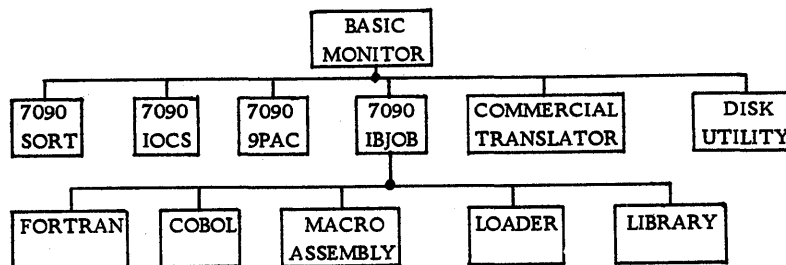 BASIC
MONITOR
7090
SORT
7090
IOCS
7090
9PAC
7090
IBJOB
COMMERCIAL
TRANSLATOR
DISK
UTILITY
FORTRAN
COBOL
MACRO
ASSEMBLY
LOADER
LIBRARY